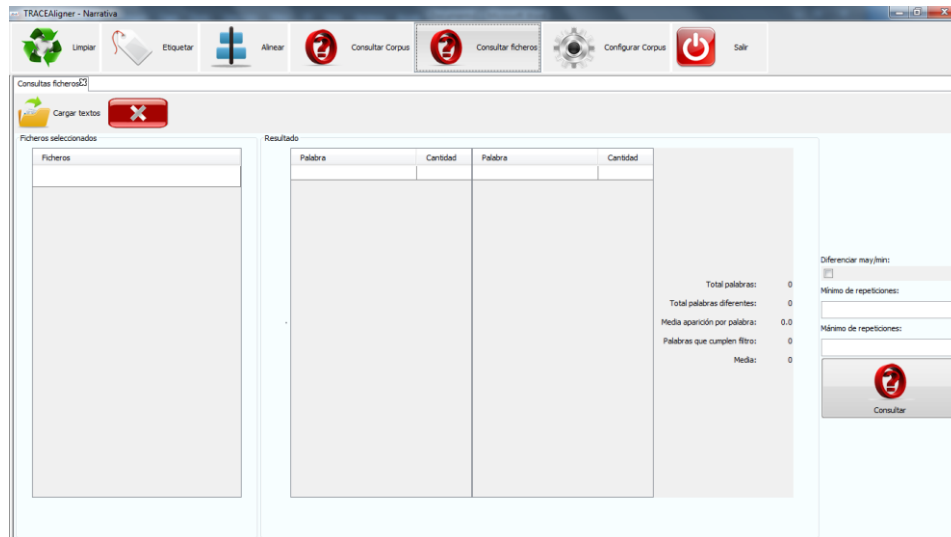 TRACEAligner - Narrativa
Limpiar Etiquetar Alinear Consultar Corpus Consultar ficheros Configurar Corpus Salir
Consultas ficheros
Cargar textos
Ficheros seleccionados Resultado
Ficheros Palabra Cantidad Palabra Cantidad
Diferenciar may/min:
Total palabras: 0
Mínimo de repeticiones:
Total palabras diferentes: 0
Media aparición por palabra: 0.0
Mánimo de repeticiones:
Palabras que cumplen filtro: 0
Media: 0
Consultar